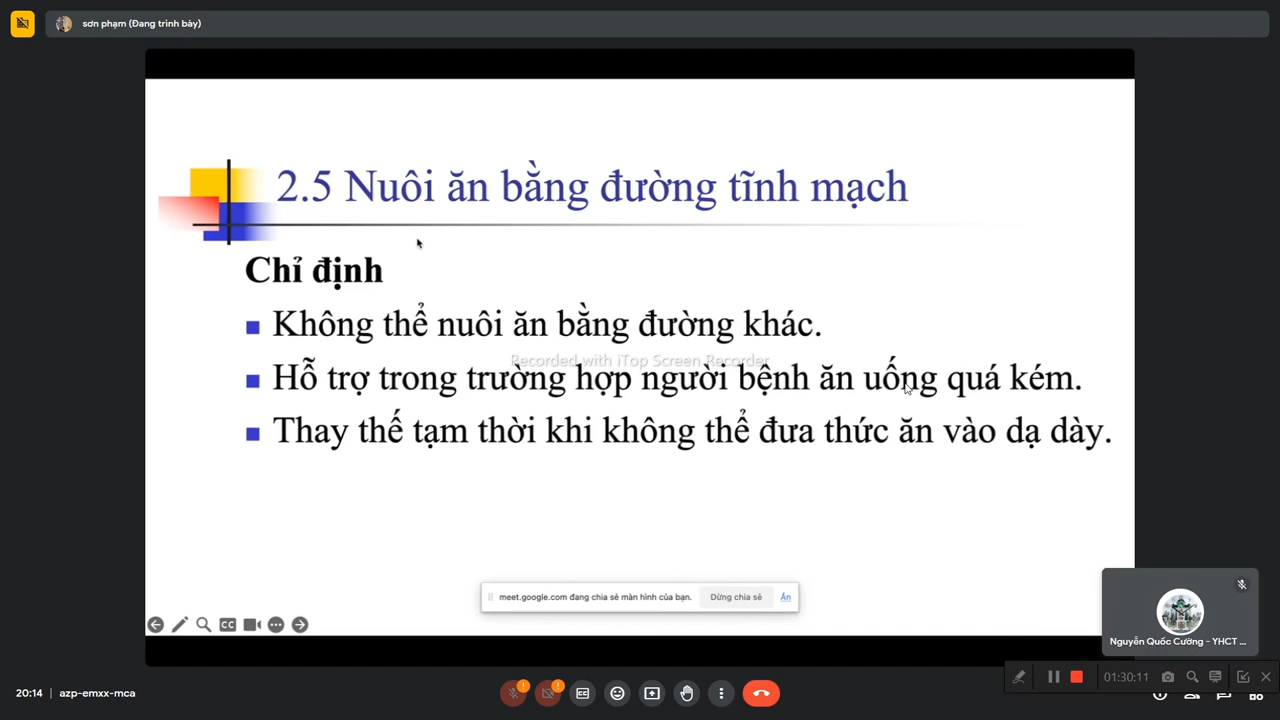 sơn phạm (Đang trình bày)
2.5 Nuôi ăn bằng đường tĩnh mạch
Chỉ định
Không thể nuôi ăn bằng đường khác.
Recorded with iTop Screen Recorder
Hỗ trợ trong trường hợp người bệnh ăn uống quá kém.
Thay thế tạm thời khi không thể đưa thức ăn vào dạ dày.
meet.google.com đang chia sẻ màn hình của bạn. Dừng chia sẻ Ẩn
CC
Nguyễn Quốc Cường - YHCT ...
01:30:11
20:14 azp-emxx-mca